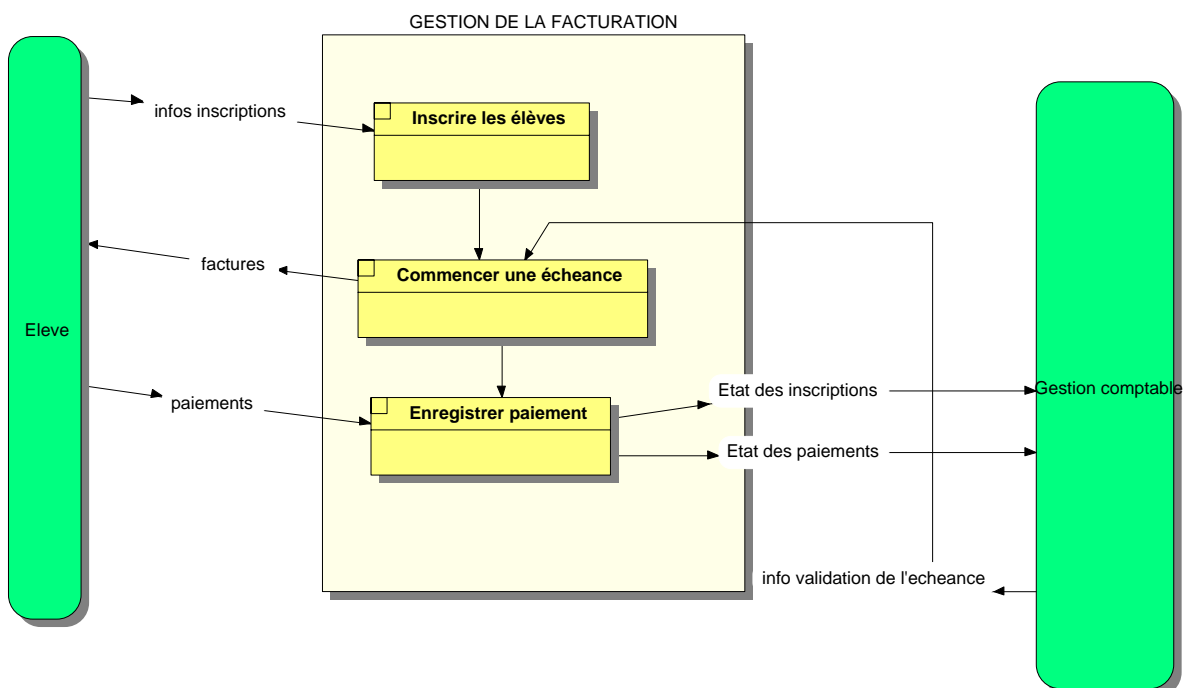 GESTION DE LA FACTURATION
infos inscriptions
Inscrire les élèves
factures
Commencer une écheance
Eleve
paiements
Enregistrer paiement
Etat des inscriptions
Gestion comptable
Etat des paiements
info validation de l'echeance